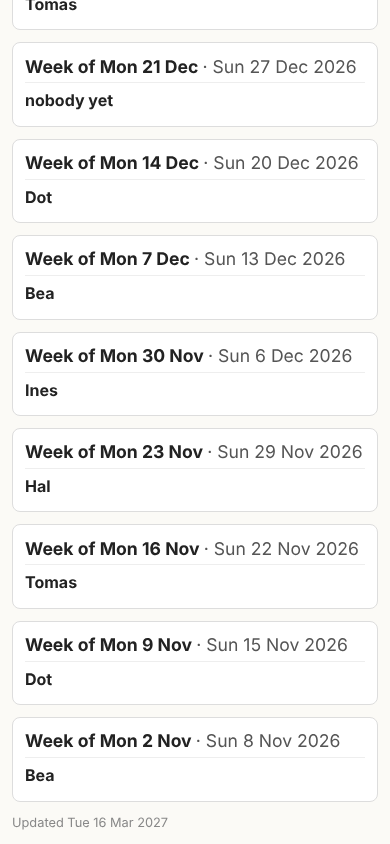 Tomas
Week of Mon 21 Dec · Sun 27 Dec 2026
nobody yet
Week of Mon 14 Dec · Sun 20 Dec 2026
Dot
Week of Mon 7 Dec · Sun 13 Dec 2026
Bea
Week of Mon 30 Nov · Sun 6 Dec 2026
Ines
Week of Mon 23 Nov · Sun 29 Nov 2026
Hal
Week of Mon 16 Nov · Sun 22 Nov 2026
Tomas
Week of Mon 9 Nov · Sun 15 Nov 2026
Dot
Week of Mon 2 Nov · Sun 8 Nov 2026
Bea
Updated Tue 16 Mar 2027